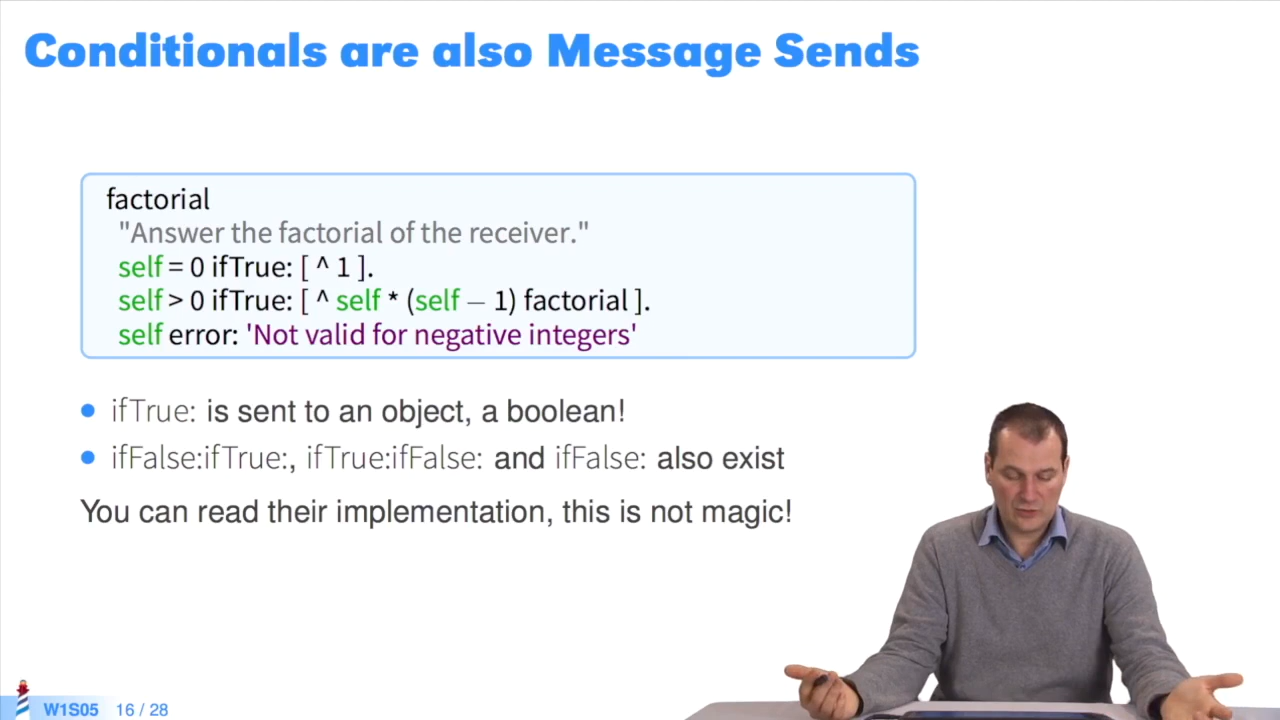 Conditionals are also Message Sends
factorial
"Answer the factorial of the receiver."
self = 0 ifTrue: [ ^ 1 ].
self > 0 ifTrue: [ ^ self * (self – 1) factorial ].
self error: 'Not valid for negative integers'
ifTrue: is sent to an object, a boolean!
ifFalse:ifTrue:, ifTrue:ifFalse: and ifFalse: also exist
You can read their implementation, this is not magic!
W1S05 16 / 28